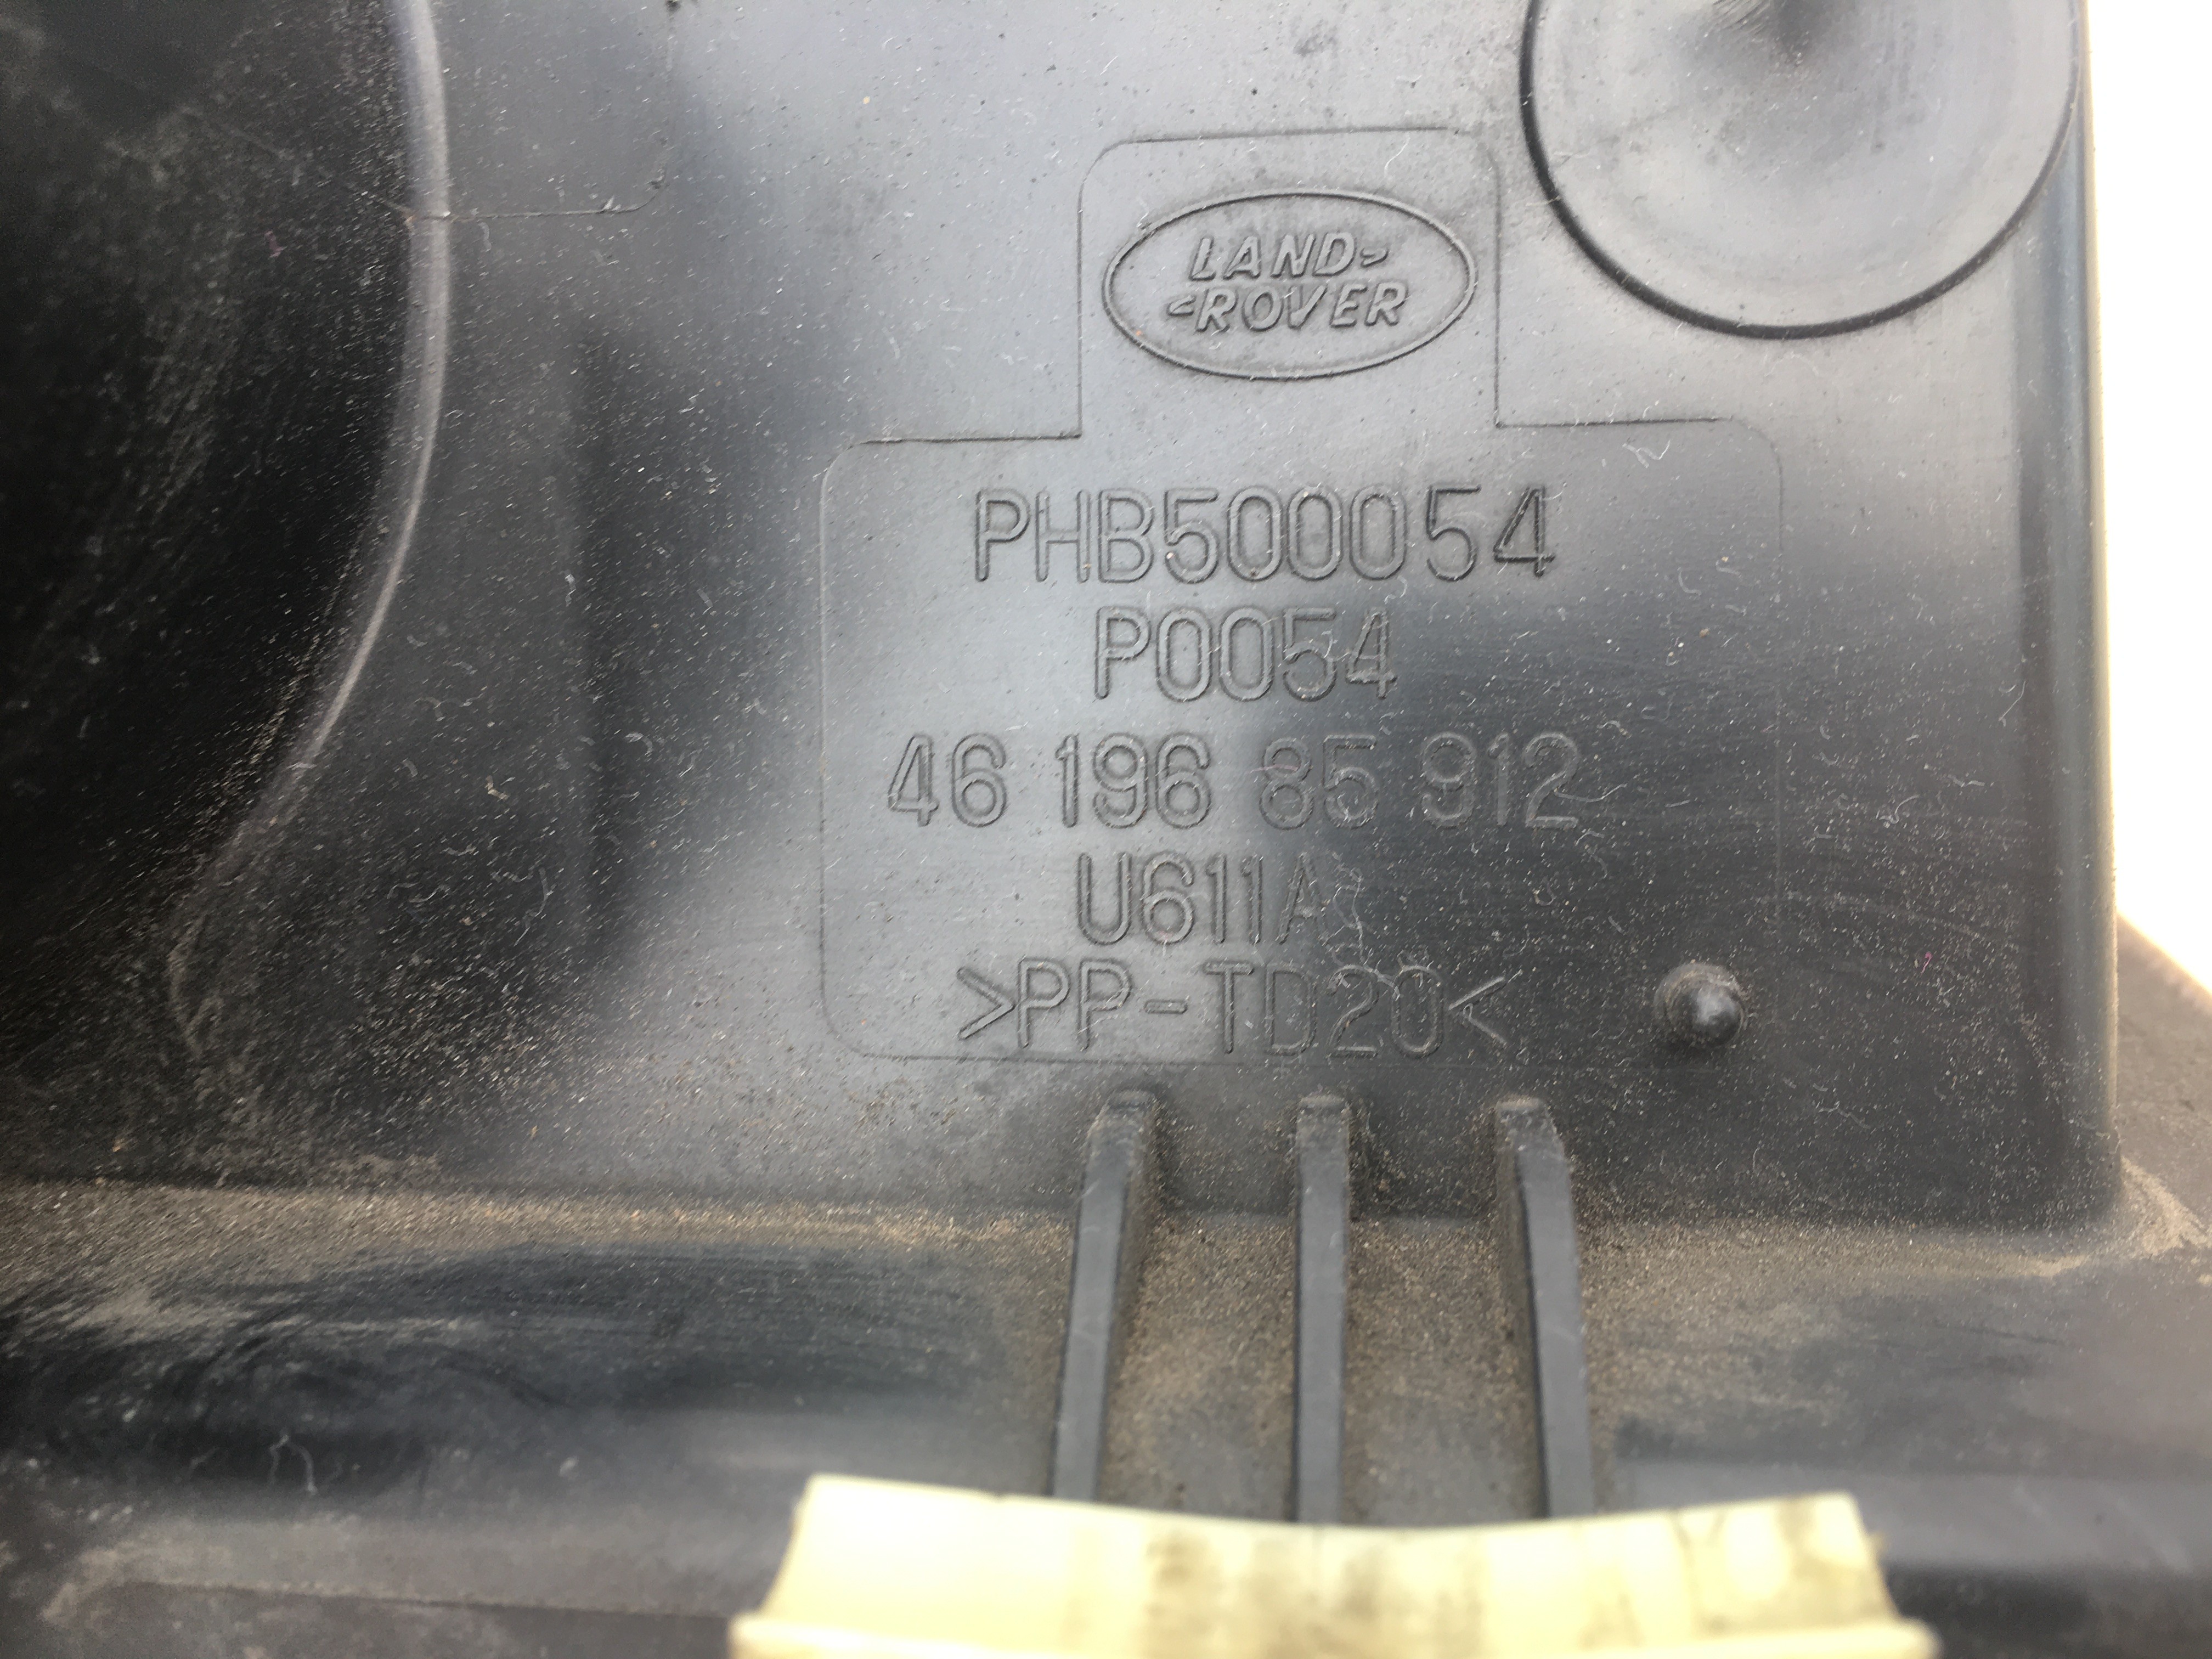 LAND-
-ROVER
PHB500054
P0054
46 196 85 912
U611A
>PP-TD20<